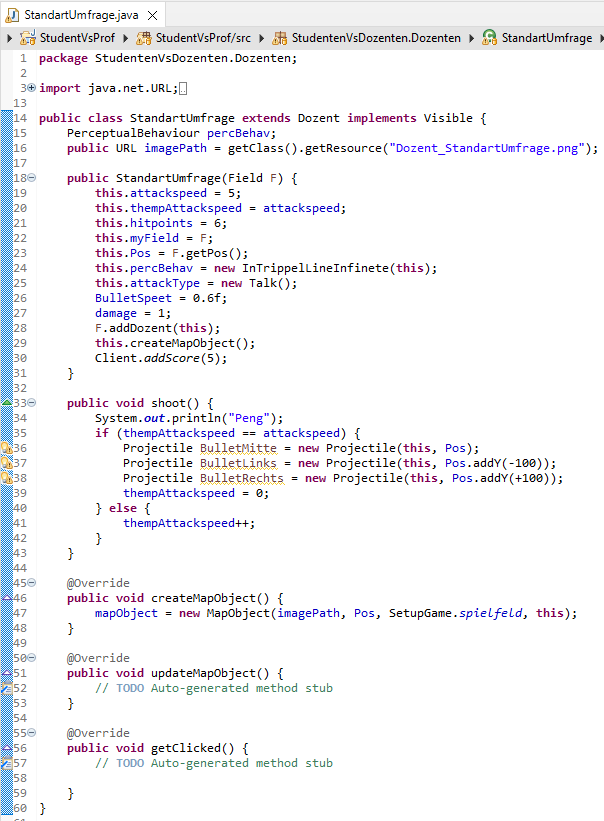 StandartUmfrage.java
StudentVsProf StudentVsProf/src StudentenVsDozenten.Dozenten StandartUmfrage
1 package StudentenVsDozenten.Dozenten;
2
3 import java.net.URL;
13
14 public class StandartUmfrage extends Dozent implements Visible {
15 PerceptualBehaviour percBehav;
16 public URL imagePath = getClass().getResource("Dozent_StandartUmfrage.png");
17
18 public StandartUmfrage(Field F) {
19 this.attackspeed = 5;
20 this.thempAttackspeed = attackspeed;
21 this.hitpoints = 6;
22 this.myField = F;
23 this.Pos = F.getPos();
24 this.percBehav = new InTrippelLineInfinete(this);
25 this.attackType = new Talk();
26 BulletSpeet = 0.6f;
27 damage = 1;
28 F.addDozent(this);
29 this.createMapObject();
30 Client.addScore(5);
31 }
32
33 public void shoot() {
34 System.out.println("Peng");
35 if (thempAttackspeed == attackspeed) {
36 Projectile BulletMitte = new Projectile(this, Pos);
37 Projectile BulletLinks = new Projectile(this, Pos.addY(-100));
38 Projectile BulletRechts = new Projectile(this, Pos.addY(+100));
39 thempAttackspeed = 0;
40 } else {
41 thempAttackspeed++;
42 }
43 }
44
45 @Override
46 public void createMapObject() {
47 mapObject = new MapObject(imagePath, Pos, SetupGame.spielfeld, this);
48 }
49
50 @Override
51 public void updateMapObject() {
52 // TODO Auto-generated method stub
53 }
54
55 @Override
56 public void getClicked() {
57 // TODO Auto-generated method stub
58
59 }
60 }